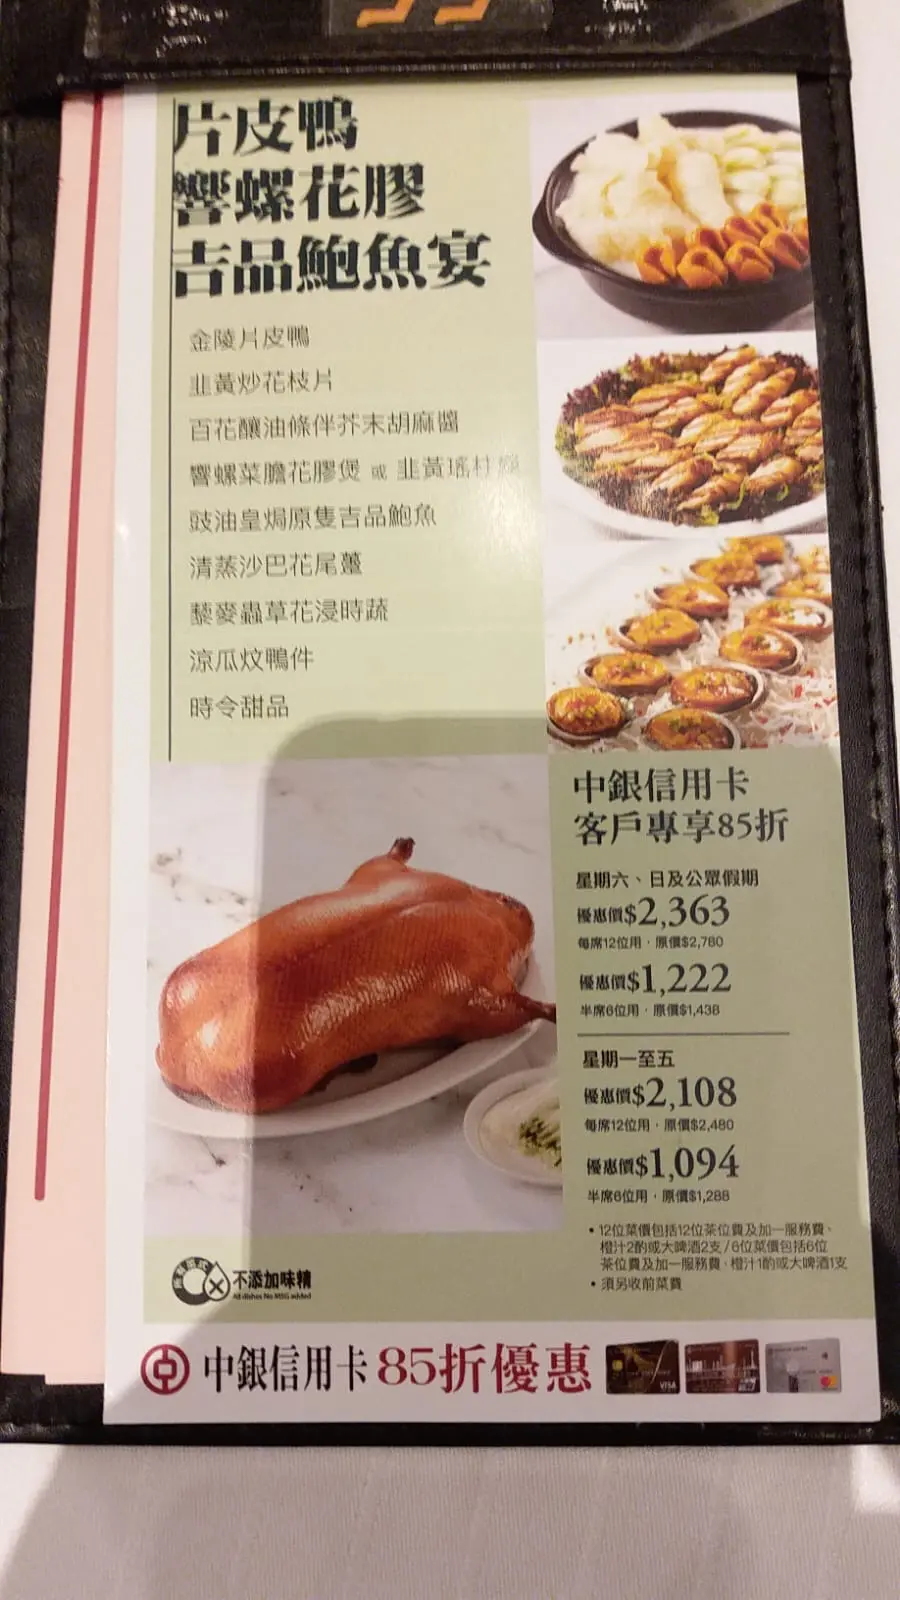 片皮鴨
響螺花膠
吉品鮑魚宴
金陵片皮鴨
韭黃炒花枝片
百花釀油條伴芥末胡麻醬
響螺菜膽花膠煲 或 韭黃瑤柱
豉油皇焗原隻吉品鮑魚
清蒸沙巴花尾躉
藜麥蟲草花浸時蔬
涼瓜炆鴨件
時令甜品
中銀信用卡
客戶專享85折
星期六、日及公眾假期
優惠價$2,363
每席12位用．原價$2,780
優惠價$1,222
半席6位用．原價$1,438
星期一至五
優惠價$2,108
每席12位用．原價$2,480
優惠價$1,094
半席6位用．原價$1,288
• 12位菜價包括12位茶位費及加一服務費、
橙汁2酌或大啤酒2支/6位菜價包括6位
茶位費及加一服務費、橙汁1酌或大啤酒1支
• 須另收前菜費
不添加味精
All dishes No MSG added
中銀信用卡85折優惠
VISA